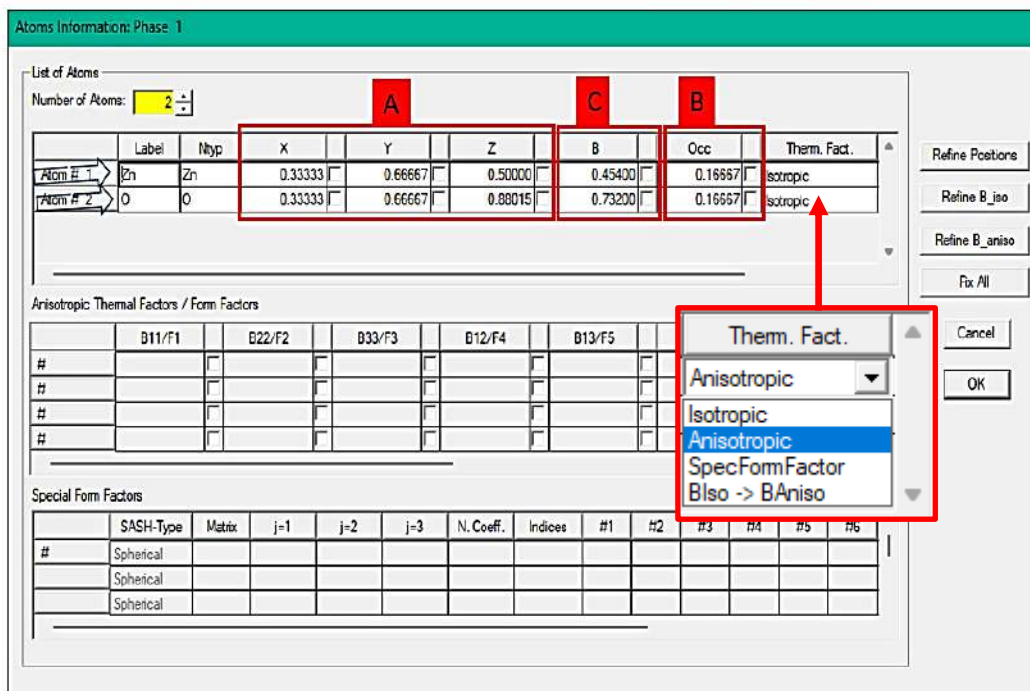 Atoms Information: Phase 1
List of Atoms
Number of Atoms: 2
A C B
Label Ntyp X Y Z B Occ Therm. Fact.
Atom # 1 Zn Zn 0.33333 0.66667 0.50000 0.45400 0.16667 Isotropic
Atom # 2 O O 0.33333 0.66667 0.88015 0.73200 0.16667 Isotropic
Refine Positions
Refine B_iso
Refine B_aniso
Fix All
Cancel
OK
Anisotropic Thermal Factors / Form Factors
B11/F1 B22/F2 B33/F3 B12/F4 B13/F5
#
#
#
#
Therm. Fact.
Anisotropic
Isotropic
Anisotropic
SpecFormFactor
BIso -> BAniso
Special Form Factors
SASH-Type Matrix j=1 j=2 j=3 N. Coeff. Indices #1 #2 #3 #4 #5 #6
# Spherical
Spherical
Spherical